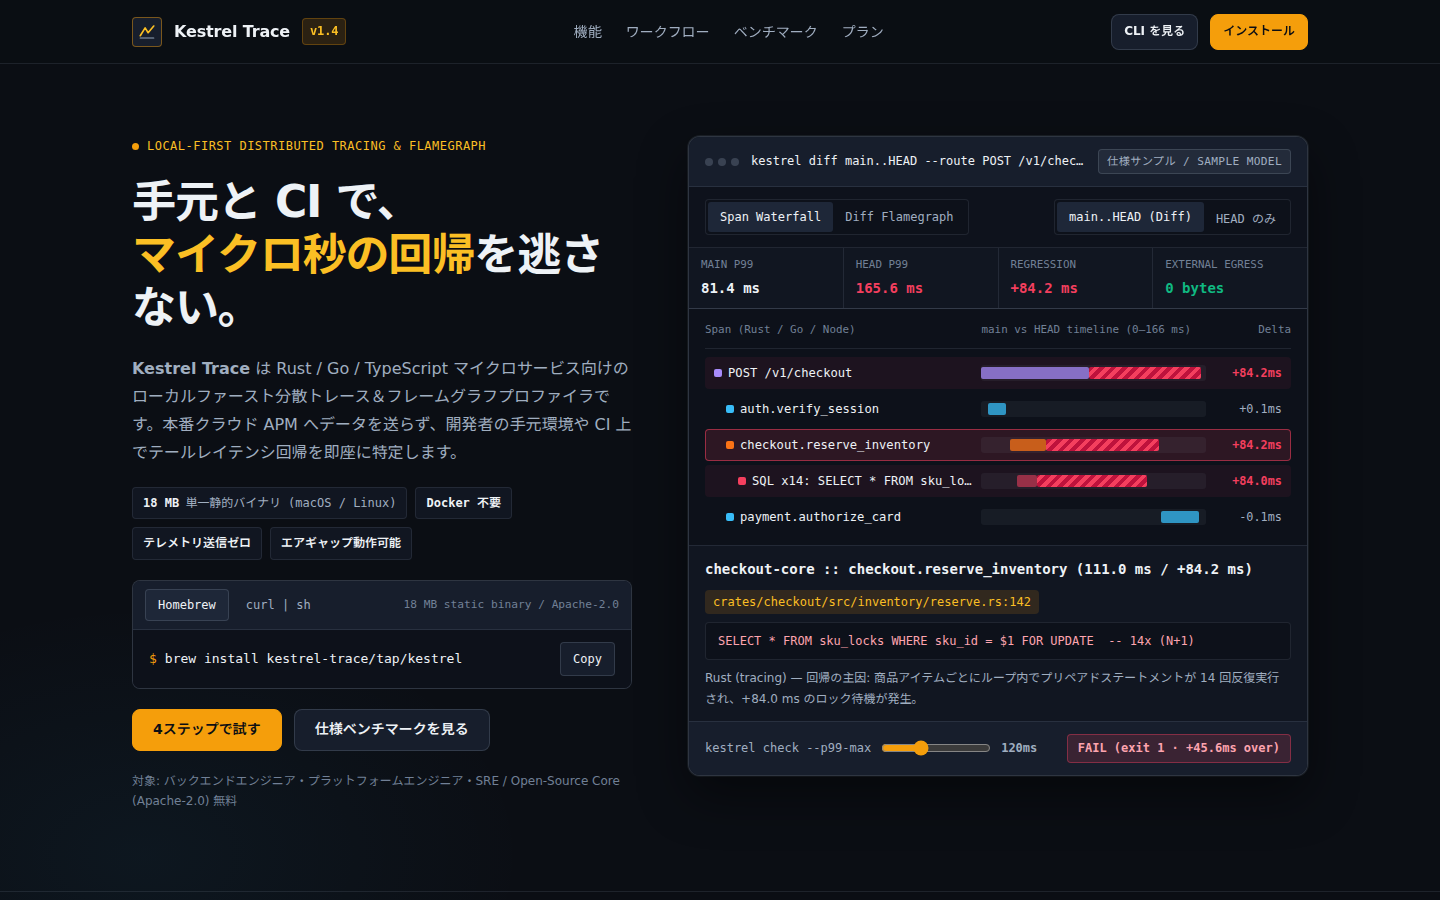 Kestrel Trace v1.4 機能 ワークフロー ベンチマーク プラン CLI を見る インストール
LOCAL-FIRST DISTRIBUTED TRACING & FLAMEGRAPH
手元と CI で、
マイクロ秒の回帰を逃さ
ない。
Kestrel Trace は Rust / Go / TypeScript マイクロサービス向けの
ローカルファースト分散トレース＆フレームグラフプロファイラで
す。本番クラウド APM へデータを送らず、開発者の手元環境や CI 上
でテールレイテンシ回帰を即座に特定します。
18 MB 単一静的バイナリ (macOS / Linux) Docker 不要
テレメトリ送信ゼロ エアギャップ動作可能
Homebrew curl | sh 18 MB static binary / Apache-2.0
$ brew install kestrel-trace/tap/kestrel Copy
4ステップで試す 仕様ベンチマークを見る
対象: バックエンドエンジニア・プラットフォームエンジニア・SRE / Open-Source Core
(Apache-2.0) 無料
kestrel diff main..HEAD --route POST /v1/chec… 仕様サンプル / SAMPLE MODEL
Span Waterfall Diff Flamegraph main..HEAD (Diff) HEAD のみ
MAIN P99 HEAD P99 REGRESSION EXTERNAL EGRESS
81.4 ms 165.6 ms +84.2 ms 0 bytes
Span (Rust / Go / Node) main vs HEAD timeline (0–166 ms) Delta
POST /v1/checkout +84.2ms
auth.verify_session +0.1ms
checkout.reserve_inventory +84.2ms
SQL x14: SELECT * FROM sku_lo… +84.0ms
payment.authorize_card -0.1ms
checkout-core :: checkout.reserve_inventory (111.0 ms / +84.2 ms)
crates/checkout/src/inventory/reserve.rs:142
SELECT * FROM sku_locks WHERE sku_id = $1 FOR UPDATE -- 14x (N+1)
Rust (tracing) — 回帰の主因: 商品アイテムごとにループ内でプリペアドステートメントが 14 回反復実行
され、+84.0 ms のロック待機が発生。
kestrel check --p99-max 120ms FAIL (exit 1 · +45.6ms over)